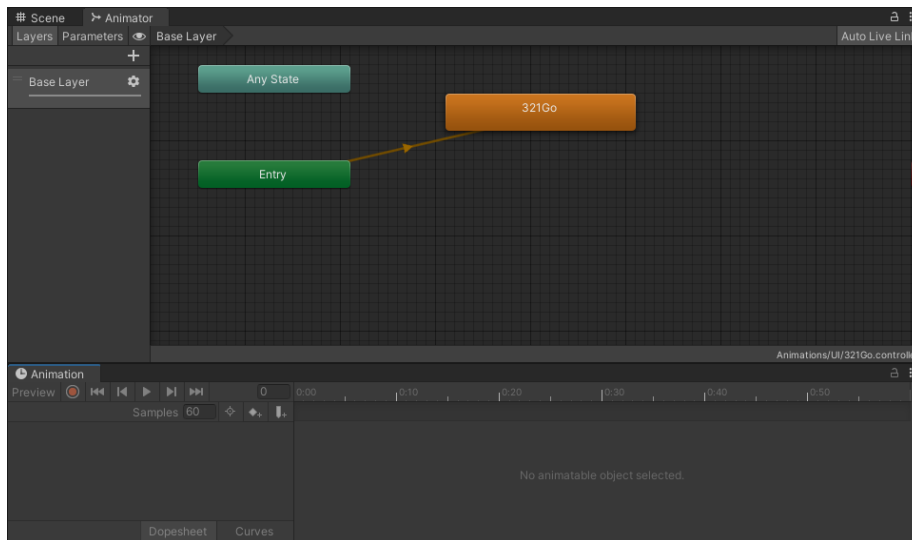 Scene Animator
Layers Parameters Base Layer Auto Live Lin
Base Layer
Any State
321Go
Entry
Animations/UI/321Go.controlle
Animation
Preview 0 0:00 0:10 0:20 0:30 0:40 0:50
Samples 60
No animatable object selected.
Dopesheet Curves